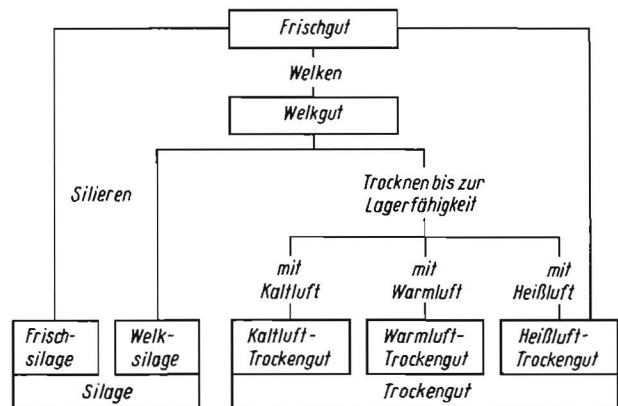 Frischgut
Welken
Welkgut
Silieren
Trocknen bis zur
Lagerfähigkeit
mit
Kaltluft
mit
Warmluft
mit
Heißluft
Frisch-
silage
Welk-
silage
Kaltluft-
Trockengut
Warmluft-
Trockengut
Heißluft-
Trockengut
Silage
Trockengut